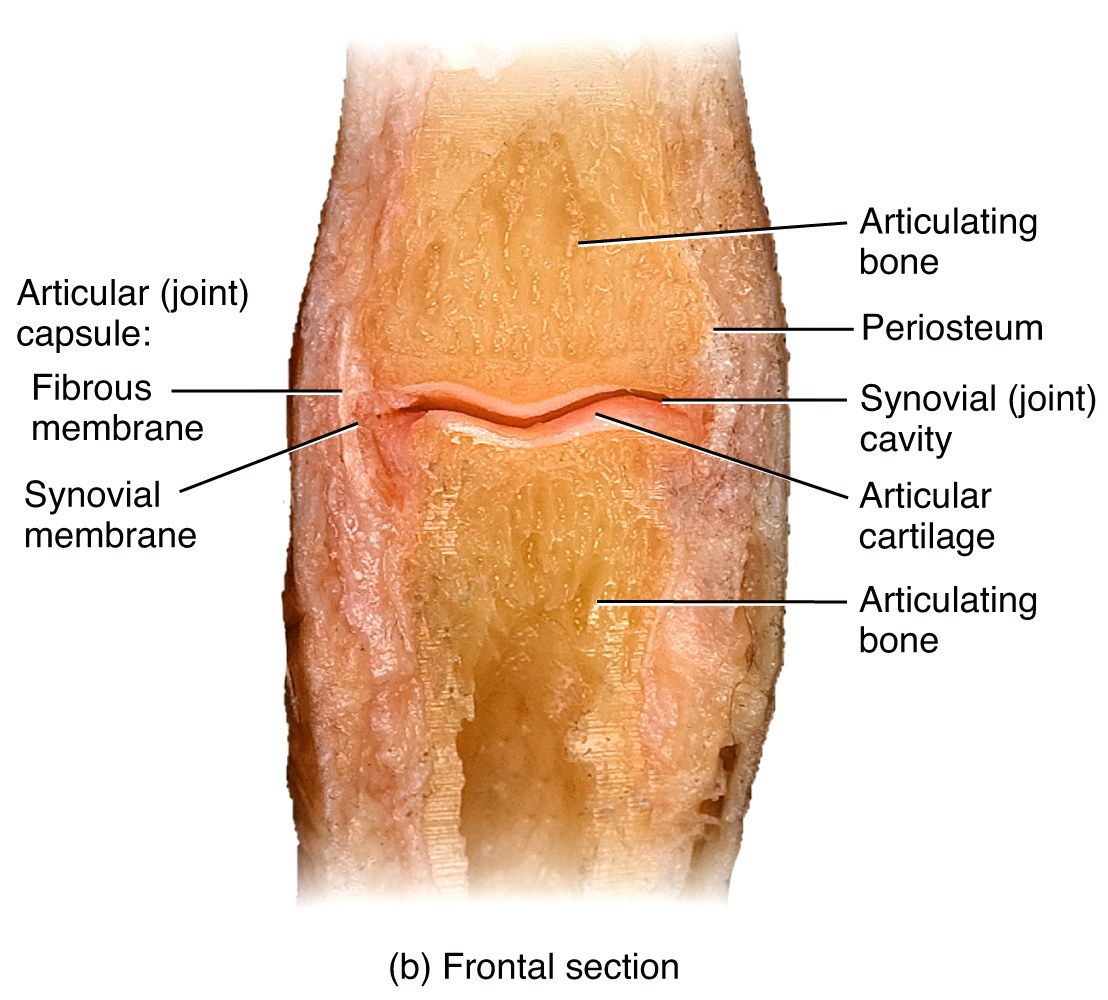 Articular (joint)
capsule:
Fibrous
membrane
Synovial
membrane
Articulating
bone
Periosteum
Synovial (joint)
cavity
Articular
cartilage
Articulating
bone
(b) Frontal section